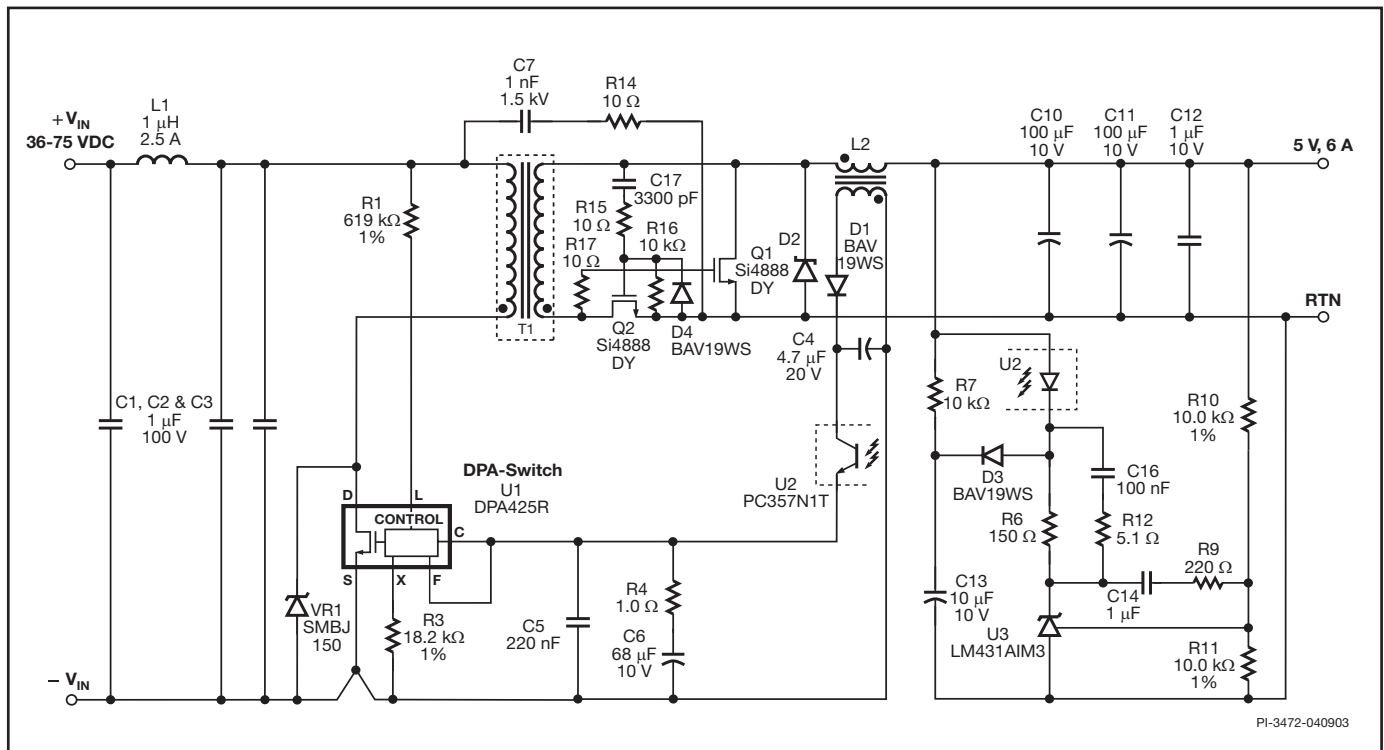 C7
1 nF
1.5 kV
R14
10 Ω
L1
1 μH
2.5 A
+ VIN
36-75 VDC
C10
100 μF
10 V
C11
100 μF
10 V
C12
1 μF
10 V
5 V, 6 A
L2
R1
619 kΩ
1%
C17
3300 pF
R15
10 Ω
R16
10 kΩ
R17
10 Ω
Q1
Si4888
DY
D2
D1
BAV
19WS
T1
Q2
Si4888
DY
D4
BAV19WS
RTN
C4
4.7 μF
20 V
U2
R7
10 kΩ
R10
10.0 kΩ
1%
C1, C2 & C3
1 μF
100 V
DPA-Switch
U1
DPA425R
D
L
CONTROL
C
S
X
F
U2
PC357N1T
D3
BAV19WS
C16
100 nF
R6
150 Ω
R12
5.1 Ω
R9
220 Ω
C14
1 μF
C13
10 μF
10 V
U3
LM431AIM3
R11
10.0 kΩ
1%
VR1
SMBJ
150
R3
18.2 kΩ
1%
C5
220 nF
R4
1.0 Ω
C6
68 μF
10 V
− VIN
PI-3472-040903